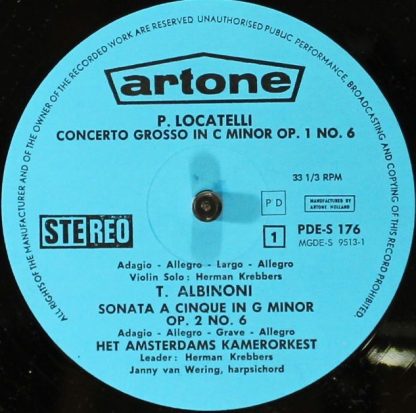 ALL RIGHTS OF THE MANUFACTURER AND OF THE OWNER OF THE RECORDED WORK ARE RESERVED UNAUTHORISED PUBLIC PERFORMANCE, BROADCASTING AND COPYING OF THIS RECORD PROHIBITED.
artone
P. LOCATELLI
CONCERTO GROSSO IN C MINOR OP. 1 NO. 6
33 1/3 RPM
P D
MANUFACTURED BY
ARTONE HOLLAND
STEREO
1
PDE-S 176
MGDE-S 9513-1
Adagio - Allegro - Largo - Allegro
Violin Solo: Herman Krebbers
T. ALBINONI
SONATA A CINQUE IN G MINOR
OP. 2 NO. 6
Adagio - Allegro - Grave - Allegro
HET AMSTERDAMS KAMERORKEST
Leader: Herman Krebbers
Janny van Wering, harpsichord